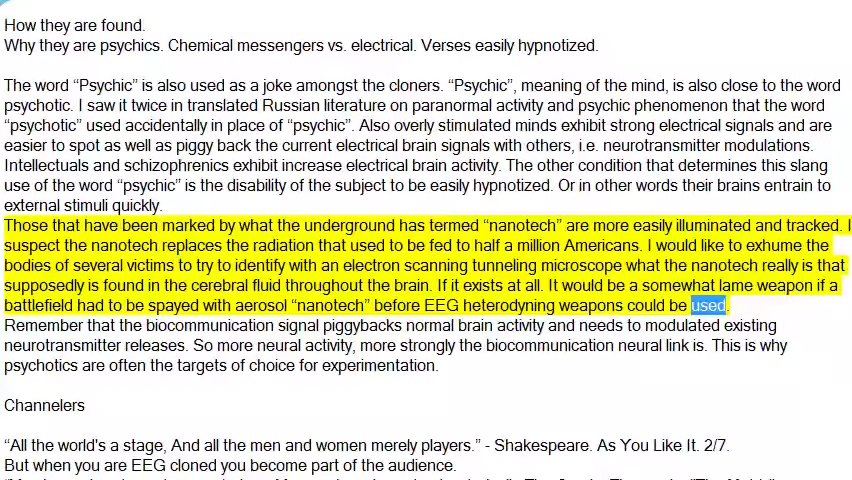 How they are found.
Why they are psychics. Chemical messengers vs. electrical. Verses easily hypnotized.
The word “Psychic” is also used as a joke amongst the cloners. “Psychic”, meaning of the mind, is also close to the word
psychotic. I saw it twice in translated Russian literature on paranormal activity and psychic phenomenon that the word
“psychotic” used accidentally in place of “psychic”. Also overly stimulated minds exhibit strong electrical signals and are
easier to spot as well as piggy back the current electrical brain signals with others, i.e. neurotransmitter modulations.
Intellectuals and schizophrenics exhibit increase electrical brain activity. The other condition that determines this slang
use of the word “psychic” is the disability of the subject to be easily hypnotized. Or in other words their brains entrain to
external stimuli quickly.
Those that have been marked by what the underground has termed “nanotech” are more easily illuminated and tracked. I
suspect the nanotech replaces the radiation that used to be fed to half a million Americans. I would like to exhume the
bodies of several victims to try to identify with an electron scanning tunneling microscope what the nanotech really is that
supposedly is found in the cerebral fluid throughout the brain. If it exists at all. It would be a somewhat lame weapon if a
battlefield had to be spayed with aerosol “nanotech” before EEG heterodyning weapons could be used.
Remember that the biocommunication signal piggybacks normal brain activity and needs to modulated existing
neurotransmitter releases. So more neural activity, more strongly the biocommunication neural link is. This is why
psychotics are often the targets of choice for experimentation.
Channelers
“All the world's a stage, And all the men and women merely players.” - Shakespeare. As You Like It. 2/7.
But when you are EEG cloned you become part of the audience.